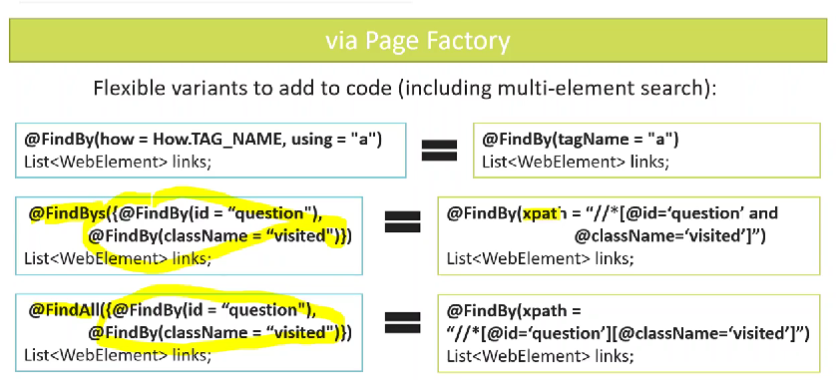 via Page Factory
Flexible variants to add to code (including multi-element search):
@FindBy(how = How.TAG_NAME, using = "a")
List<WebElement> links;
=
@FindBy(tagName = "a")
List<WebElement> links;
@FindBys({@FindBy(id = “question"),
@FindBy(className = “visited")})
List<WebElement> links;
=
@FindBy(xpath = “//*[@id=‘question’ and
@className=‘visited’]”)
List<WebElement> links;
@FindAll({@FindBy(id = “question"),
@FindBy(className = “visited")})
List<WebElement> links;
=
@FindBy(xpath =
“//*[@id=‘question’][@className=‘visited’]”)
List<WebElement> links;